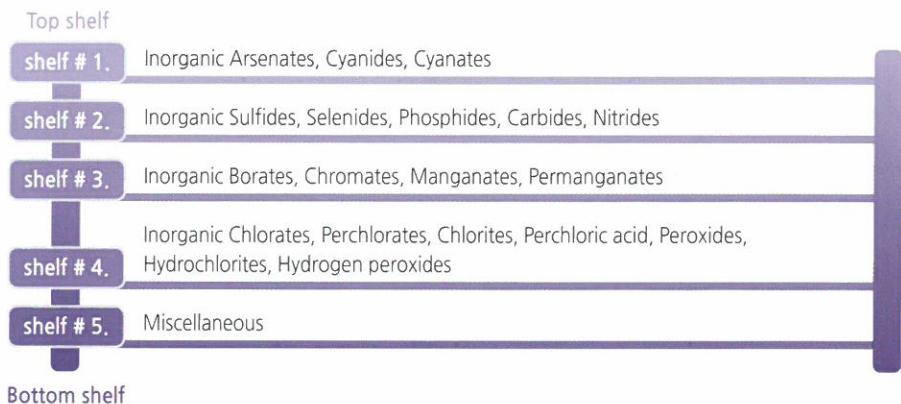 Top shelf
shelf # 1. Inorganic Arsenates, Cyanides, Cyanates
shelf # 2. Inorganic Sulfides, Selenides, Phosphides, Carbides, Nitrides
shelf # 3. Inorganic Borates, Chromates, Manganates, Permanganates
Inorganic Chlorates, Perchlorates, Chlorites, Perchloric acid, Peroxides,
shelf # 4. Hydrochlorites, Hydrogen peroxides
shelf # 5. Miscellaneous
Bottom shelf